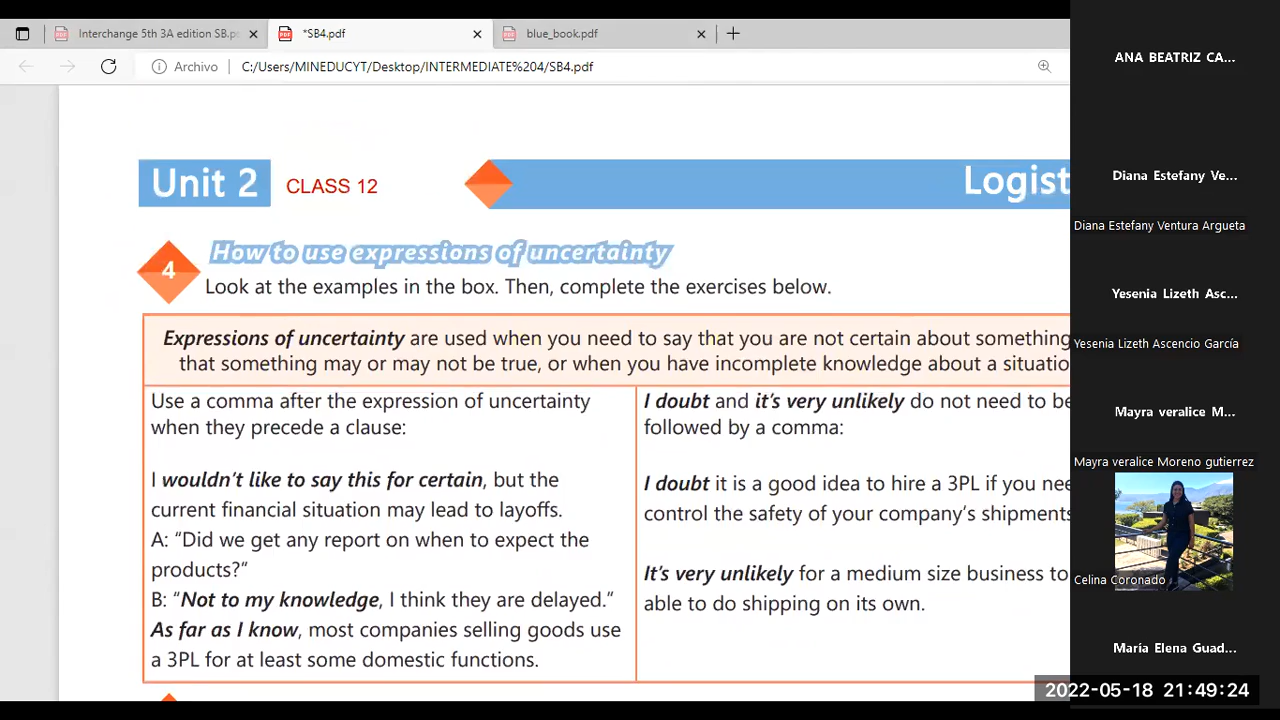 Interchange 5th 3A edition SB.p
*SB4.pdf
blue_book.pdf
Archivo
C:/Users/MINEDUCYT/Desktop/INTERMEDIATE%204/SB4.pdf
Unit 2
CLASS 12
Logist
4
How to use expressions of uncertainty
Look at the examples in the box. Then, complete the exercises below.
Expressions of uncertainty are used when you need to say that you are not certain about something
that something may or may not be true, or when you have incomplete knowledge about a situatio
Use a comma after the expression of uncertainty
when they precede a clause:
I wouldn't like to say this for certain, but the
current financial situation may lead to layoffs.
A: "Did we get any report on when to expect the
products?"
B: "Not to my knowledge, I think they are delayed."
As far as I know, most companies selling goods use
a 3PL for at least some domestic functions.
I doubt and it's very unlikely do not need to be
followed by a comma:
I doubt it is a good idea to hire a 3PL if you nee
control the safety of your company's shipments
It's very unlikely for a medium size business to
able to do shipping on its own.
ANA BEATRIZ CA...
Diana Estefany Ve...
Diana Estefany Ventura Argueta
Yesenia Lizeth Asc...
Yesenia Lizeth Ascencio García
Mayra veralice M...
Mayra veralice Moreno gutierrez
Celina Coronado
María Elena Guad...
2022-05-18 21:49:24